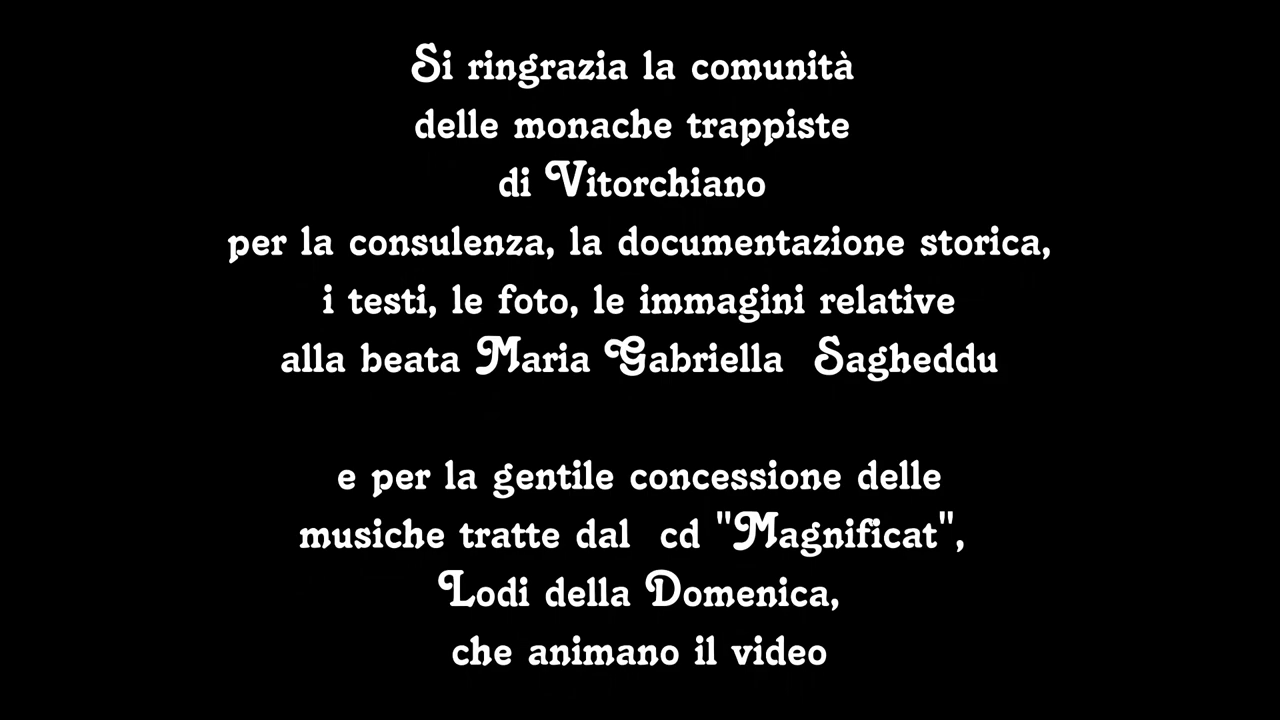 Si ringrazia la comunità
delle monache trappiste
di Vitorchiano
per la consulenza, la documentazione storica,
i testi, le foto, le immagini relative
alla beata Maria Gabriella Sagheddu
e per la gentile concessione delle
musiche tratte dal cd "Magnificat",
Lodi della Domenica,
che animano il video